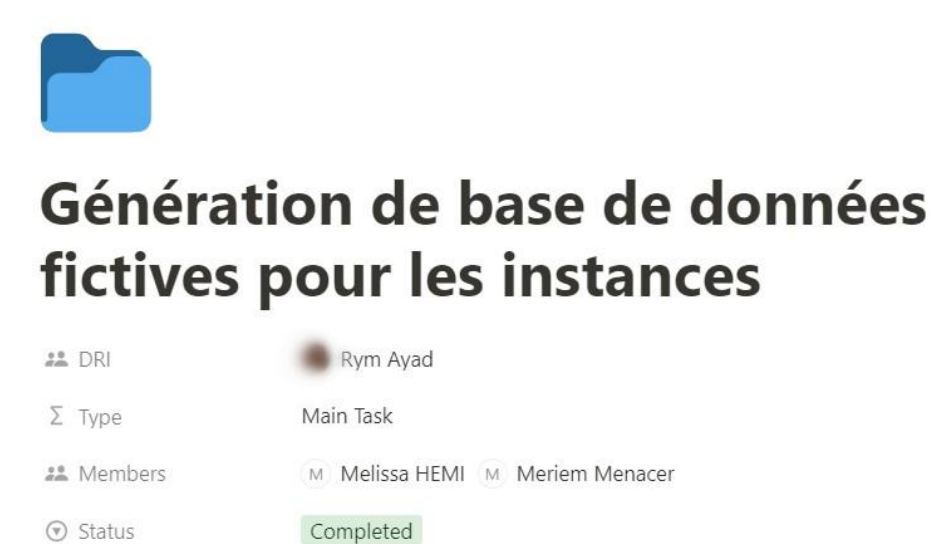 Génération de base de données
fictives pour les instances
DRI Rym Ayad
Σ Type Main Task
Members M Melissa HEMI M Meriem Menacer
Status Completed